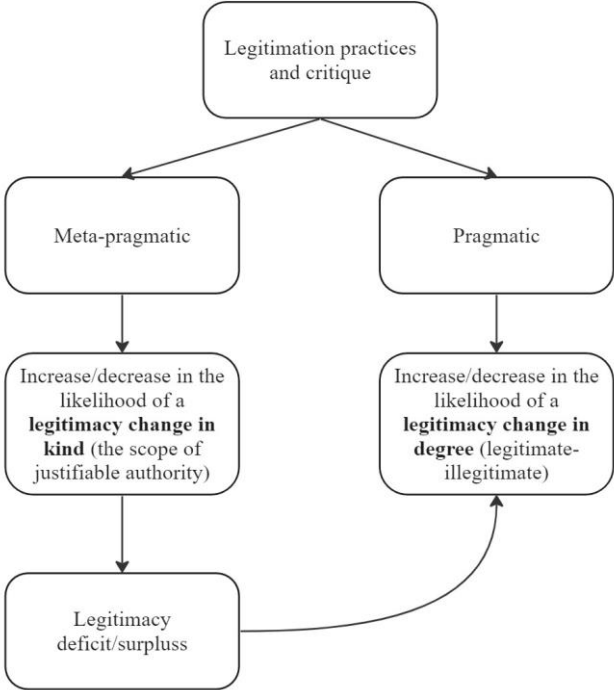 Legitimation practices
and critique
Meta-pragmatic
Pragmatic
Increase/decrease in the
likelihood of a
legitimacy change in
kind (the scope of
justifiable authority)
Increase/decrease in the
likelihood of a
legitimacy change in
degree (legitimate-
illegitimate)
Legitimacy
deficit/surpluss